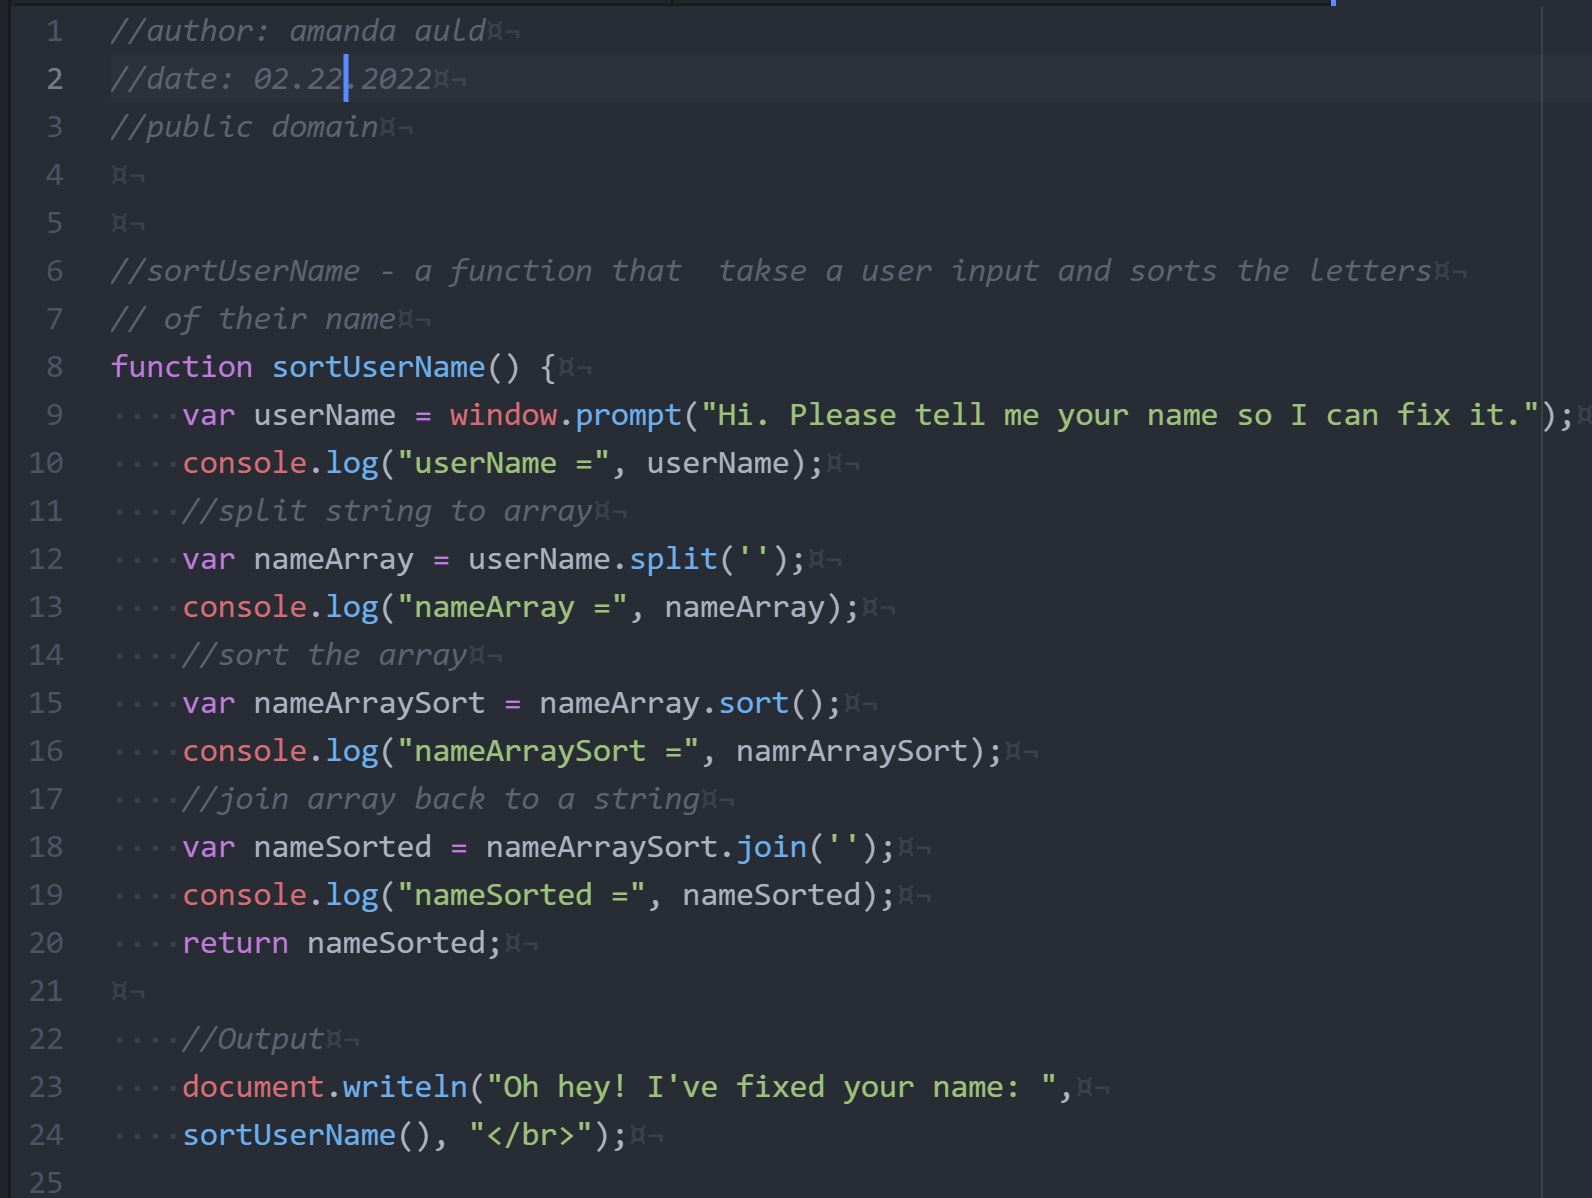 1 //author: amanda auld¤¬
2 //date: 02.22.2022¤¬
3 //public domain¤¬
4 ¤¬
5 ¤¬
6 //sortUserName - a function that  takse a user input and sorts the letters¤¬
7 // of their name¤¬
8 function sortUserName() {¤¬
9 ····var userName = window.prompt("Hi. Please tell me your name so I can fix it.");¤
10 ····console.log("userName =", userName);¤¬
11 ····//split string to array¤¬
12 ····var nameArray = userName.split('');¤¬
13 ····console.log("nameArray =", nameArray);¤¬
14 ····//sort the array¤¬
15 ····var nameArraySort = nameArray.sort();¤¬
16 ····console.log("nameArraySort =", namrArraySort);¤¬
17 ····//join array back to a string¤¬
18 ····var nameSorted = nameArraySort.join('');¤¬
19 ····console.log("nameSorted =", nameSorted);¤¬
20 ····return nameSorted;¤¬
21 ¤¬
22 ····//Output¤¬
23 ····document.writeln("Oh hey! I've fixed your name: ",¤¬
24 ····sortUserName(), "</br>");¤¬
25